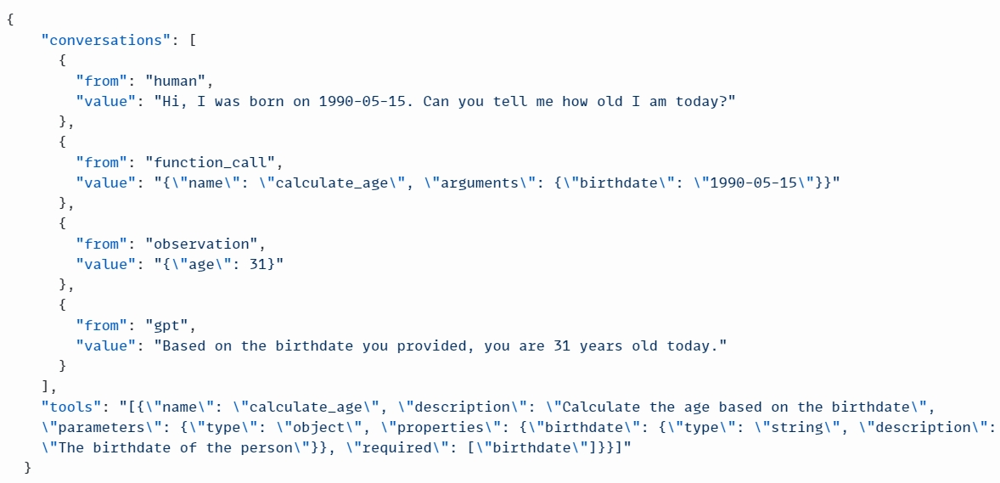 {
"conversations": [
{
"from": "human",
"value": "Hi, I was born on 1990-05-15. Can you tell me how old I am today?"
},
{
"from": "function_call",
"value": "{\"name\": \"calculate_age\", \"arguments\": {\"birthdate\": \"1990-05-15\"}}"
},
{
"from": "observation",
"value": "{\"age\": 31}"
},
{
"from": "gpt",
"value": "Based on the birthdate you provided, you are 31 years old today."
}
],
"tools": "[{\"name\": \"calculate_age\", \"description\": \"Calculate the age based on the birthdate\",
\"parameters\": {\"type\": \"object\", \"properties\": {\"birthdate\": {\"type\": \"string\", \"description\":
\"The birthdate of the person\"}}, \"required\": [\"birthdate\"]}}]"
}